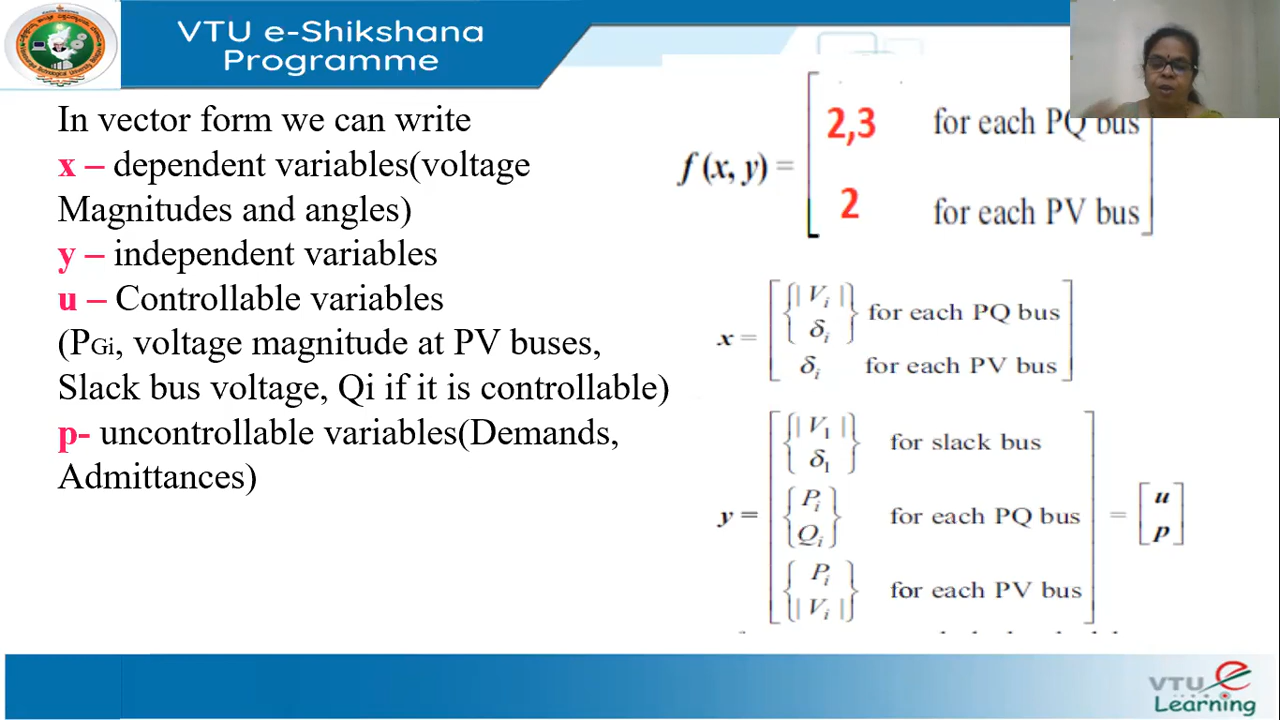 VTU e-Shikshana
Programme
In vector form we can write
x – dependent variables(voltage
Magnitudes and angles)
y – independent variables
u – Controllable variables
(PGi, voltage magnitude at PV buses,
Slack bus voltage, Qi if it is controllable)
p- uncontrollable variables(Demands,
Admittances)
f (x, y) =
2,3 for each PQ bus
2 for each PV bus
x =
| Vi |
δi
for each PQ bus
δi for each PV bus
y =
| V1 |
δ1
for slack bus
Pi
Qi
for each PQ bus
Pi
| Vi |
for each PV bus
=
u
p
VTU e
Learning